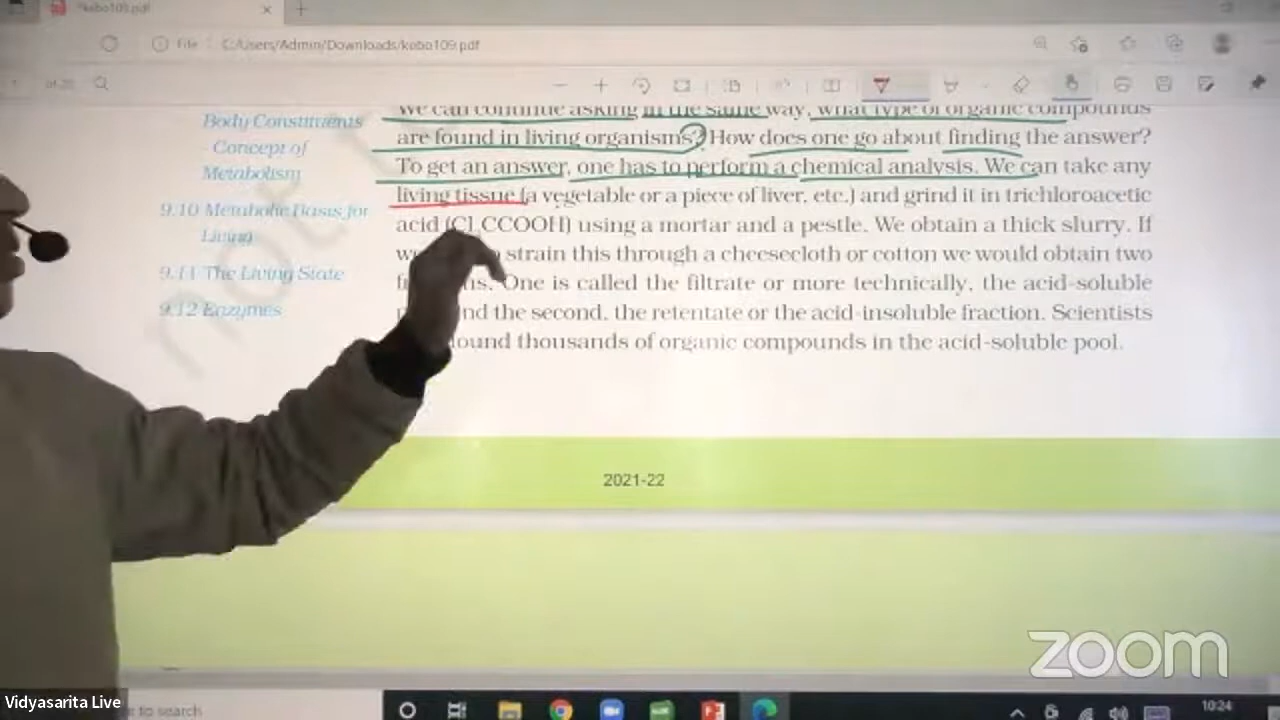 kebo109.pdf
File C:/Users/Admin/Downloads/kebo109.pdf
of 20
Body Constituents
Concept of
Metabolism
9.10 Metabolic Basis for
Living
9.11 The Living State
9.12 Enzymes
We can continue asking in the same way, what type of organic compounds
are found in living organisms? How does one go about finding the answer?
To get an answer, one has to perform a chemical analysis. We can take any
living tissue (a vegetable or a piece of liver, etc.) and grind it in trichloroacetic
acid (Cl CCOOH) using a mortar and a pestle. We obtain a thick slurry. If
strain this through a cheesecloth or cotton we would obtain two
One is called the filtrate or more technically, the acid-soluble
the second, the retentate or the acid-insoluble fraction. Scientists
thousands of organic compounds in the acid-soluble pool.
2021-22
zoom
Vidyasarita Live
to search
10:24